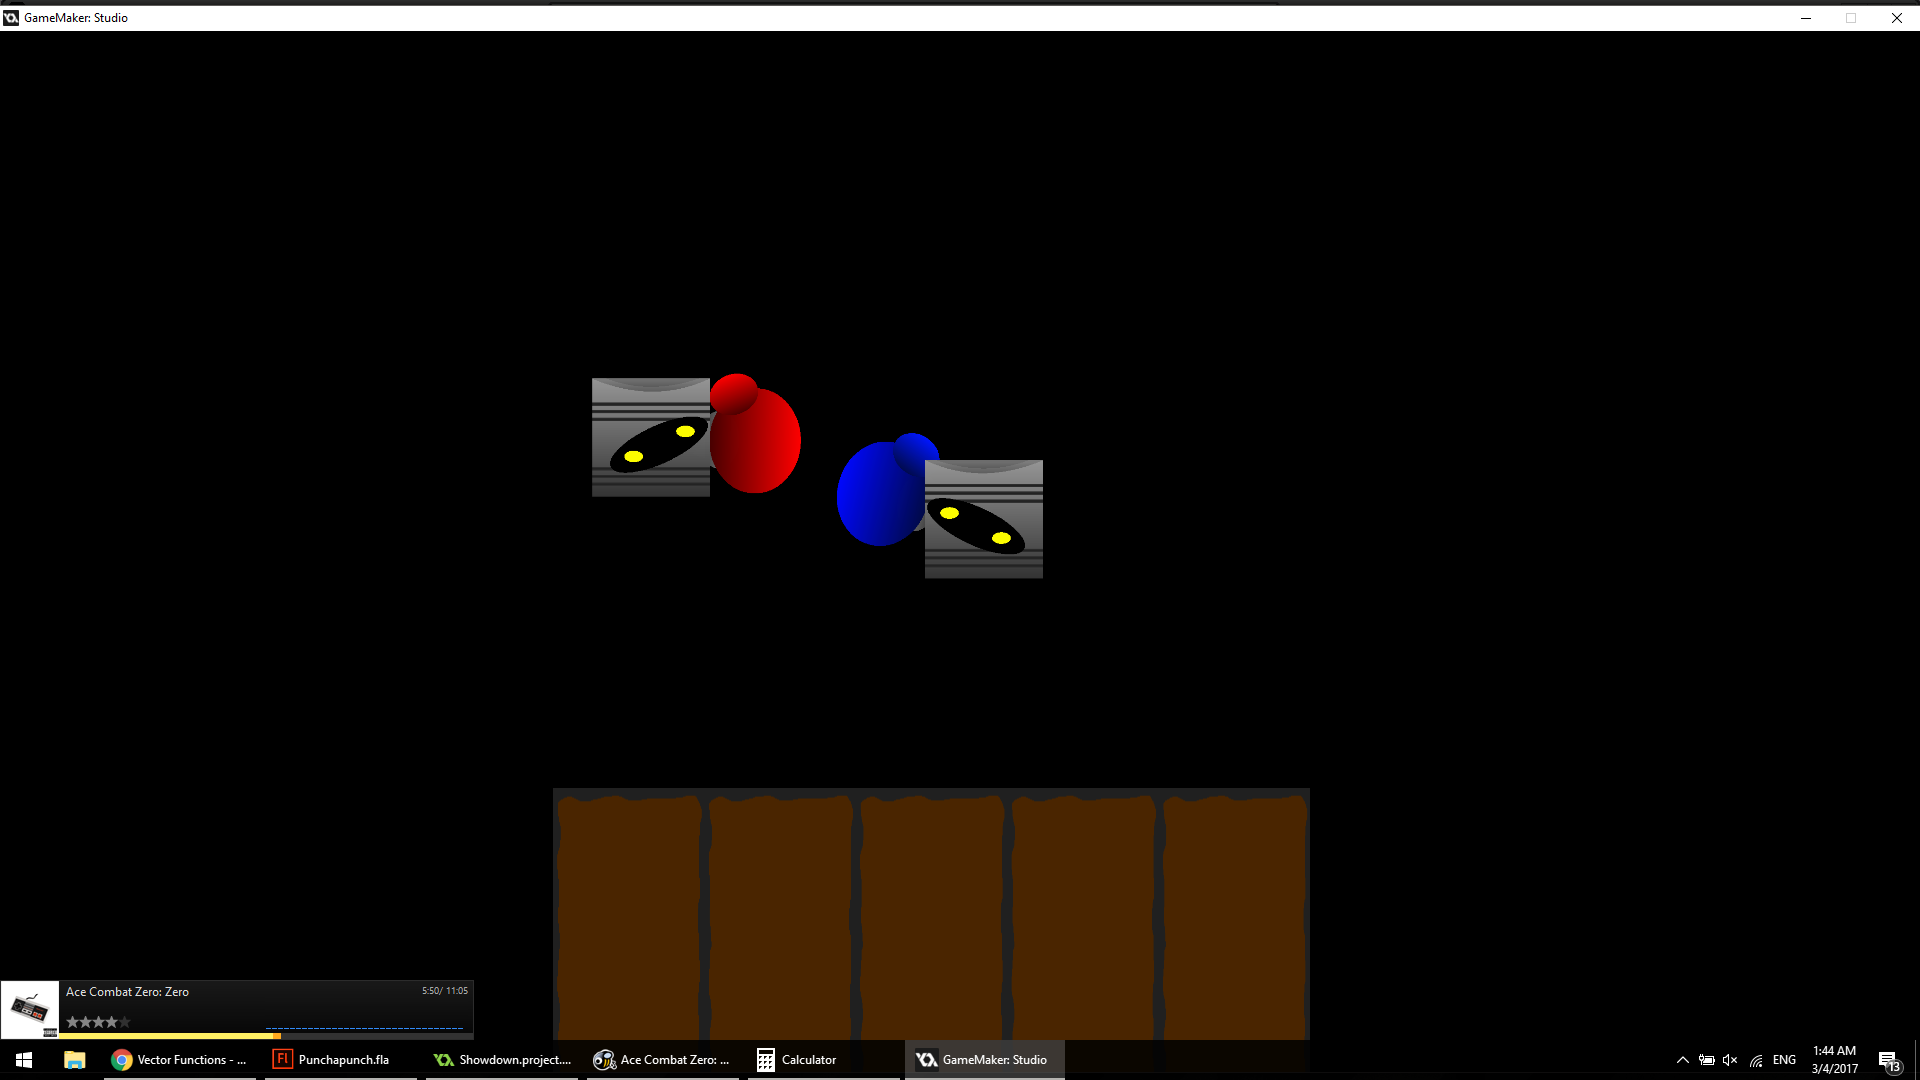 GameMaker: Studio
Ace Combat Zero: Zero
5:50/ 11:05
Vector Functions - ...
Fl
Punchapunch.fla
Showdown.project....
Ace Combat Zero: ...
Calculator
GameMaker: Studio
ENG
1:44 AM
3/4/2017
13